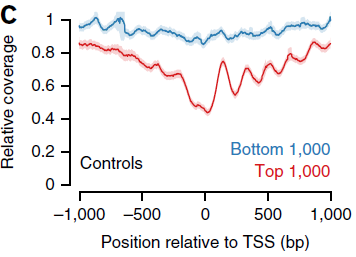 C
Relative coverage
1
0.8
0.6
0.4
0.2
0
Controls
Bottom 1,000
Top 1,000
−1,000 −500 0 500 1,000
Position relative to TSS (bp)